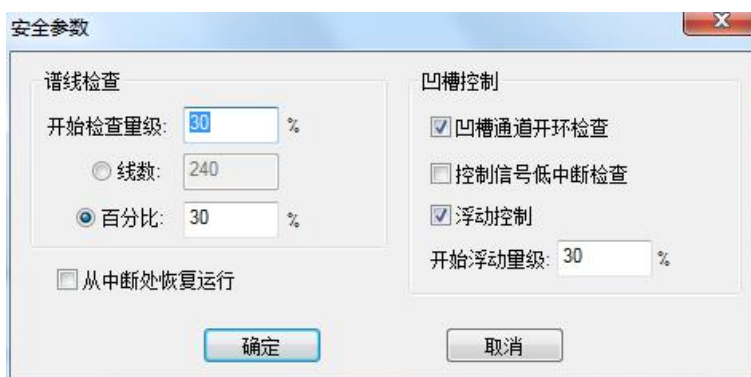 安全参数
谱线检查
开始检查量级: 30 %
线数: 240
百分比: 30 %
从中断处恢复运行
凹槽控制
凹槽通道开环检查
控制信号低中断检查
浮动控制
开始浮动量级: 30 %
确定
取消